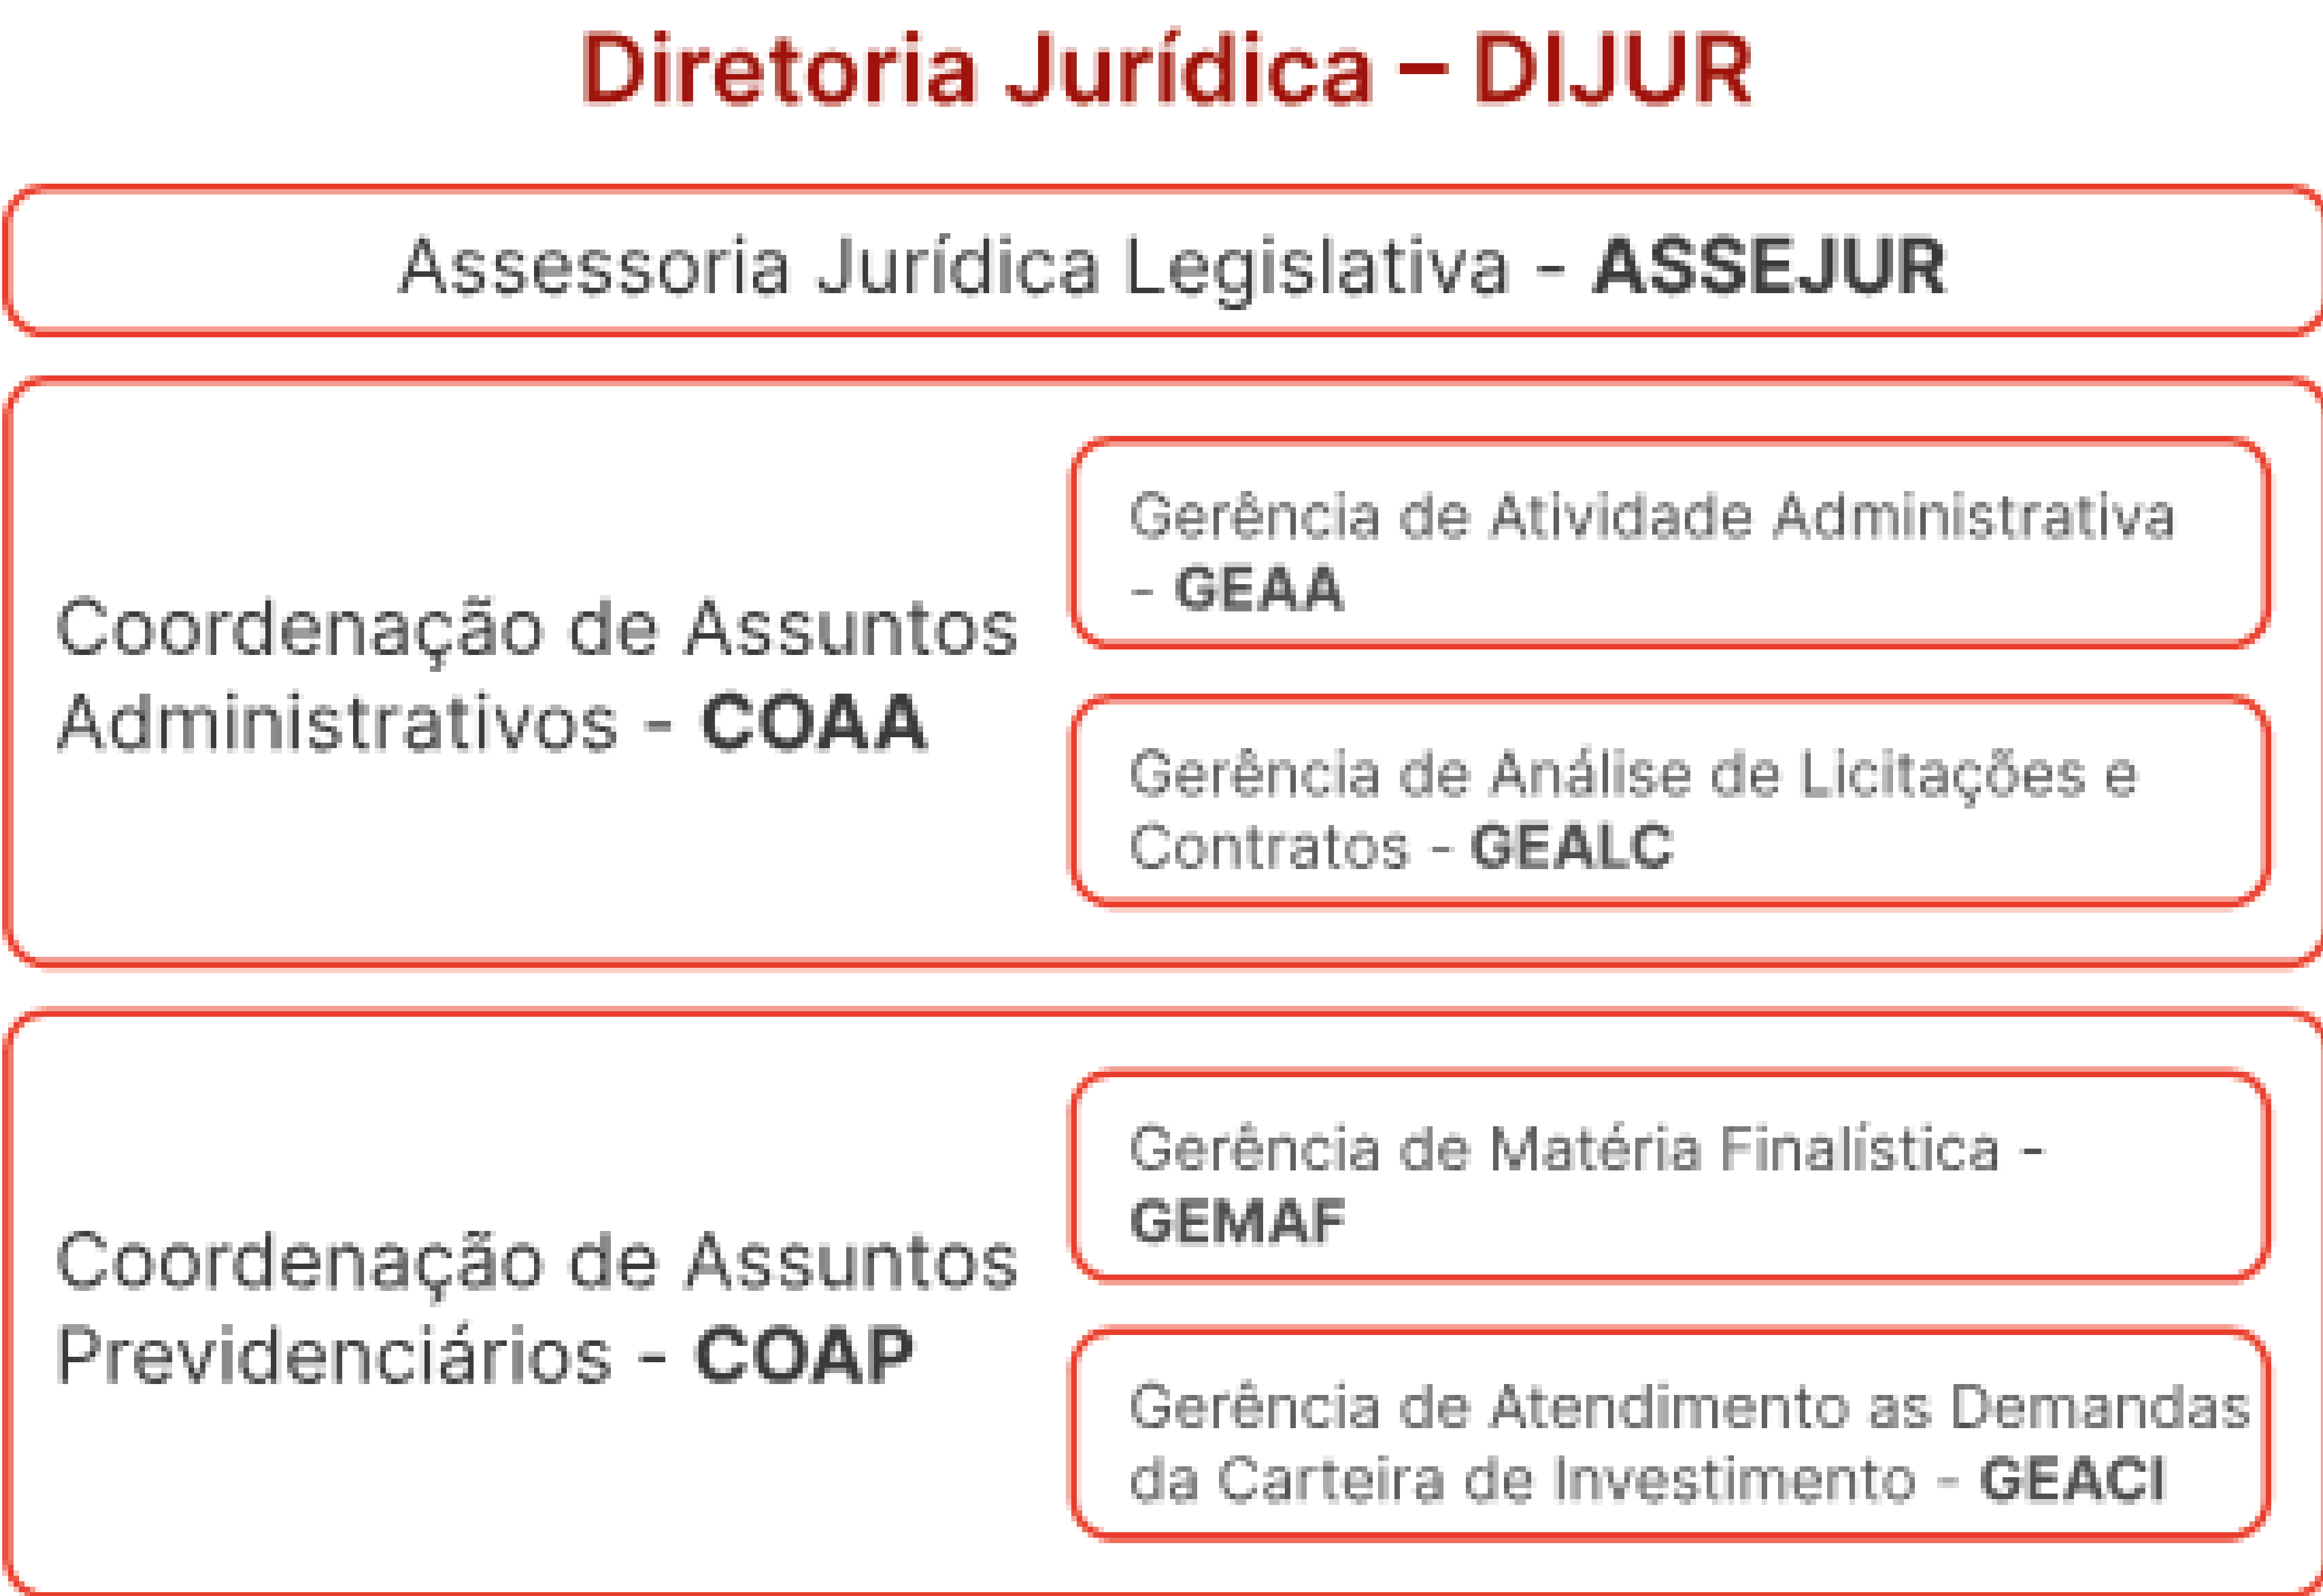 Diretoria Jurídica – DIJUR
Assessoria Jurídica Legislativa - ASSEJUR
Coordenação de Assuntos
Administrativos - COAA
Gerência de Atividade Administrativa
- GEAA
Gerência de Análise de Licitações e
Contratos - GEALC
Coordenação de Assuntos
Previdenciários - COAP
Gerência de Matéria Finalística -
GEMAF
Gerência de Atendimento as Demandas
da Carteira de Investimento - GEACI